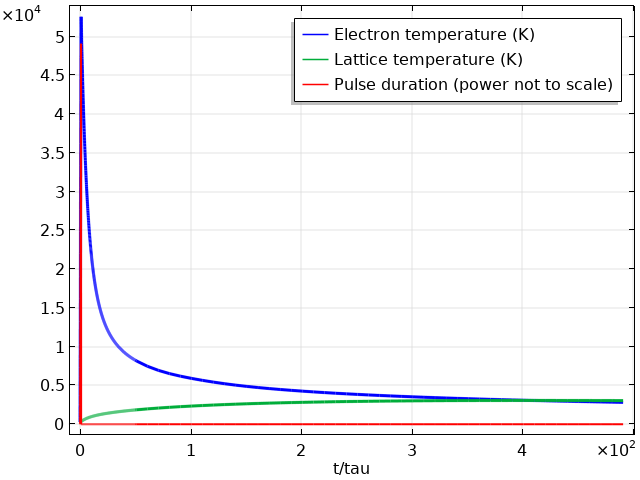 ×10⁴
Electron temperature (K)
Lattice temperature (K)
Pulse duration (power not to scale)
5
4.5
4
3.5
3
2.5
2
1.5
1
0.5
0
0 1 2 3 4 ×10²
t/tau